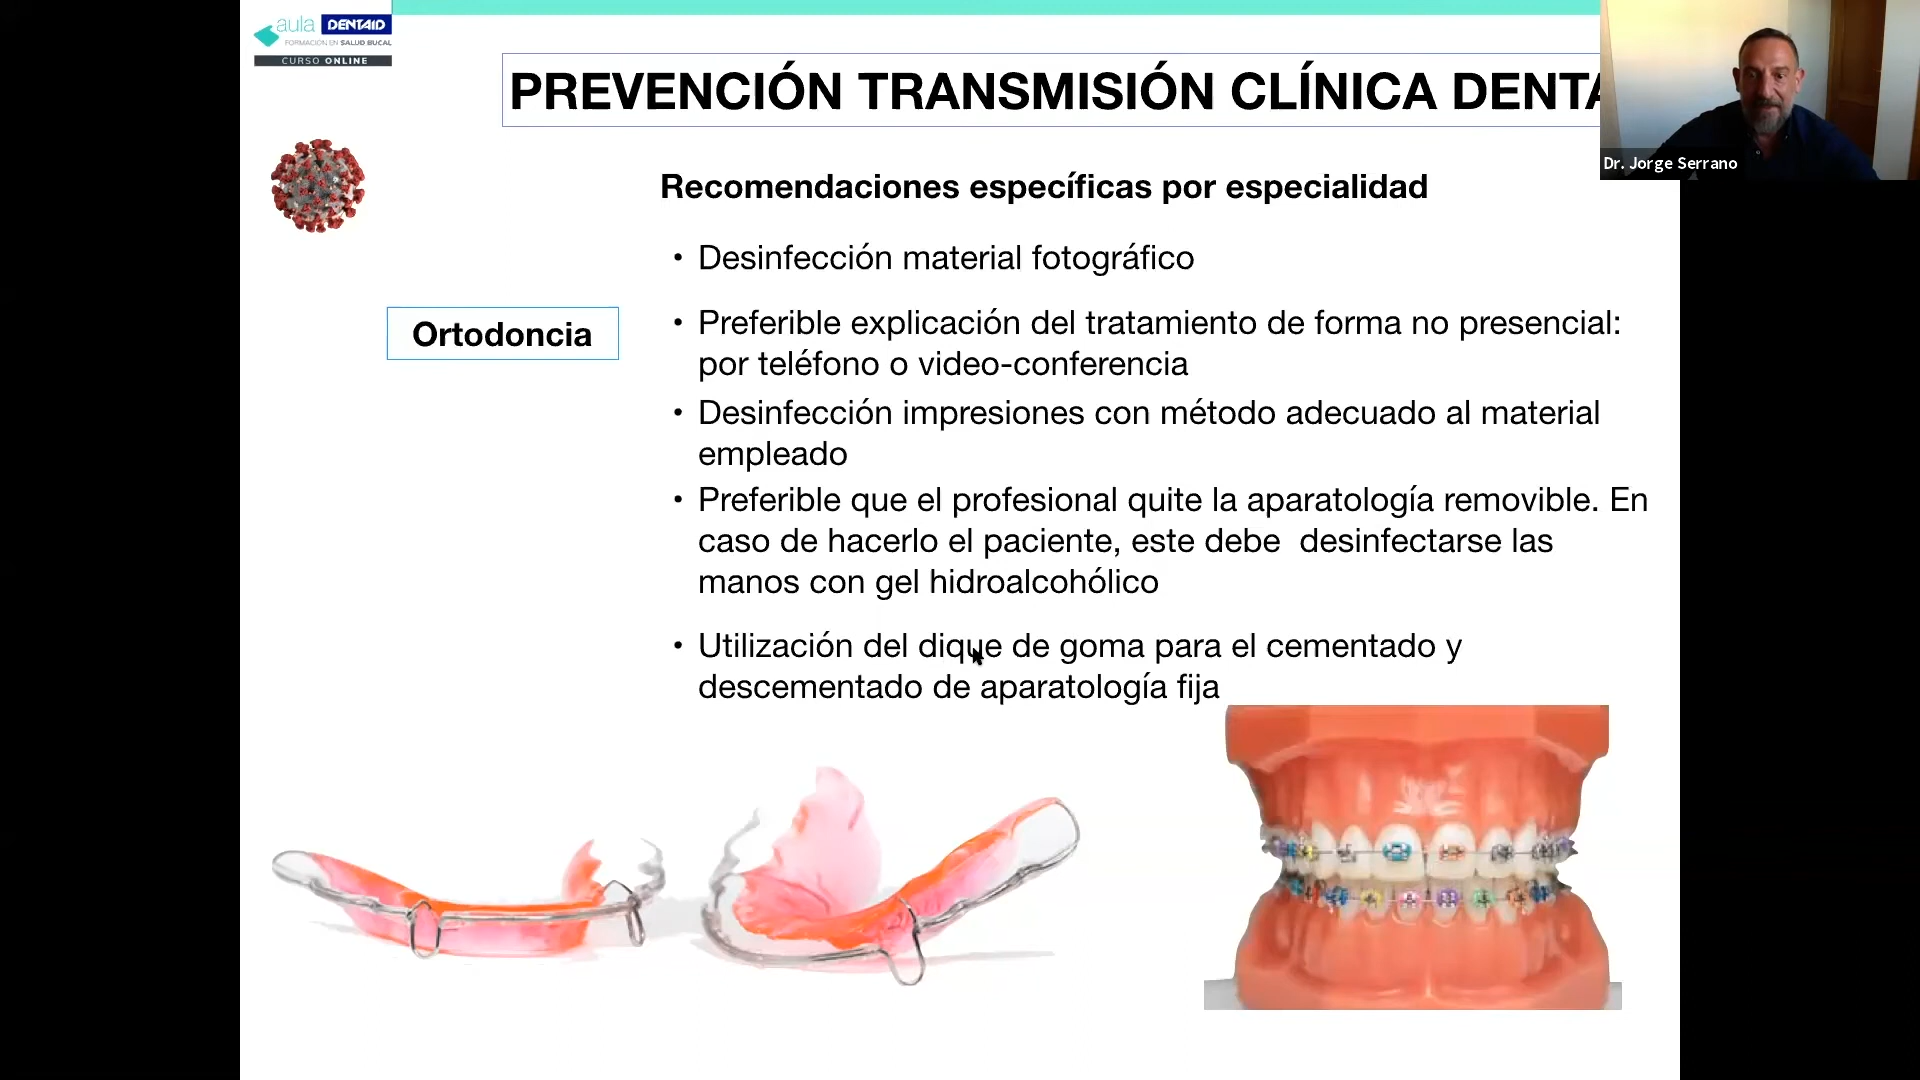 aula DENTAID
FORMACIÓN EN SALUD BUCAL
CURSO ONLINE
PREVENCIÓN TRANSMISIÓN CLÍNICA DENTA
Dr. Jorge Serrano
Recomendaciones específicas por especialidad
• Desinfección material fotográfico
Ortodoncia
• Preferible explicación del tratamiento de forma no presencial:
por teléfono o video-conferencia
• Desinfección impresiones con método adecuado al material
empleado
• Preferible que el profesional quite la aparatología removible. En
caso de hacerlo el paciente, este debe  desinfectarse las
manos con gel hidroalcohólico
• Utilización del dique de goma para el cementado y
descementado de aparatología fija